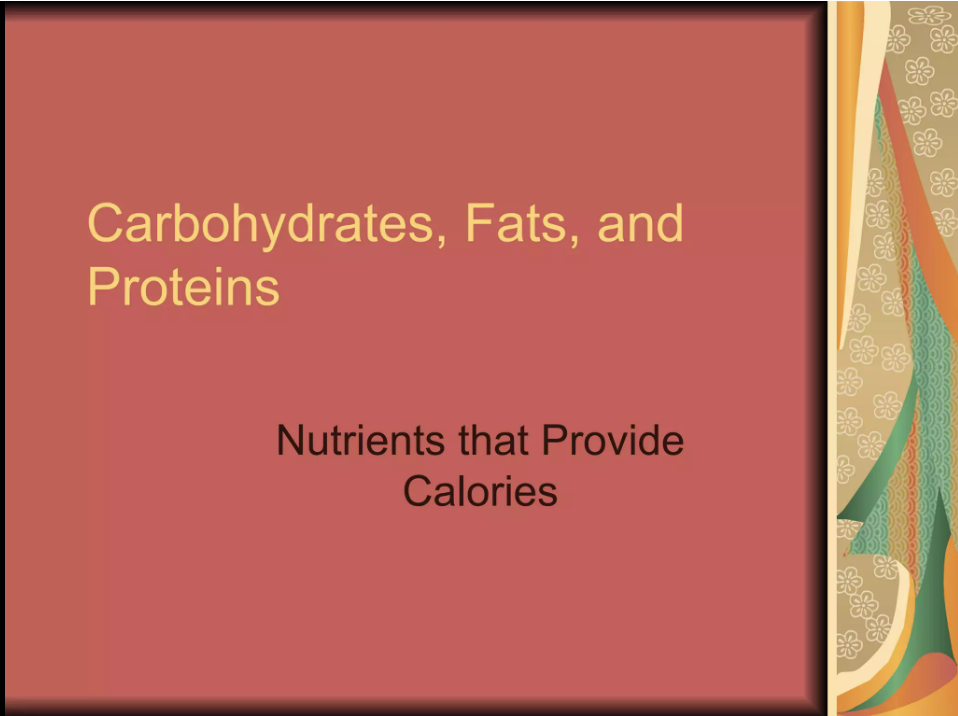 Carbohydrates, Fats, and
Proteins
Nutrients that Provide
Calories